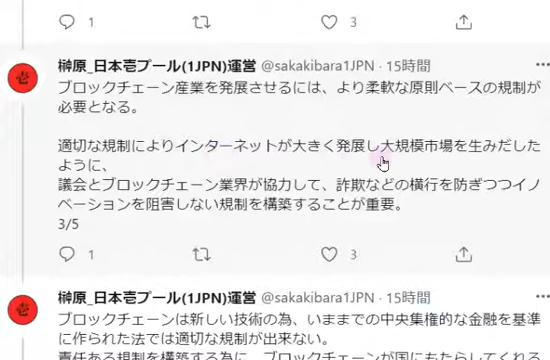 1 3
榊原_日本壱プール(1JPN)運営 @sakakibara1JPN · 15時間
壱
ブロックチェーン産業を発展させるには、より柔軟な原則ベースの規制が
必要となる。
適切な規制によりインターネットが大きく発展し大規模市場を生みだした
ように、
議会とブロックチェーン業界が協力して、詐欺などの横行を防ぎつつイノ
ベーションを阻害しない規制を構築することが重要。
3/5
1 3
榊原_日本壱プール(1JPN)運営 @sakakibara1JPN · 15時間
壱
ブロックチェーンは新しい技術の為、いままでの中央集権的な金融を基準
に作られた法では適切な規制が出来ない。
責任ある規制を構築する為に、ブロックチェーンが国にもたらしてくれる